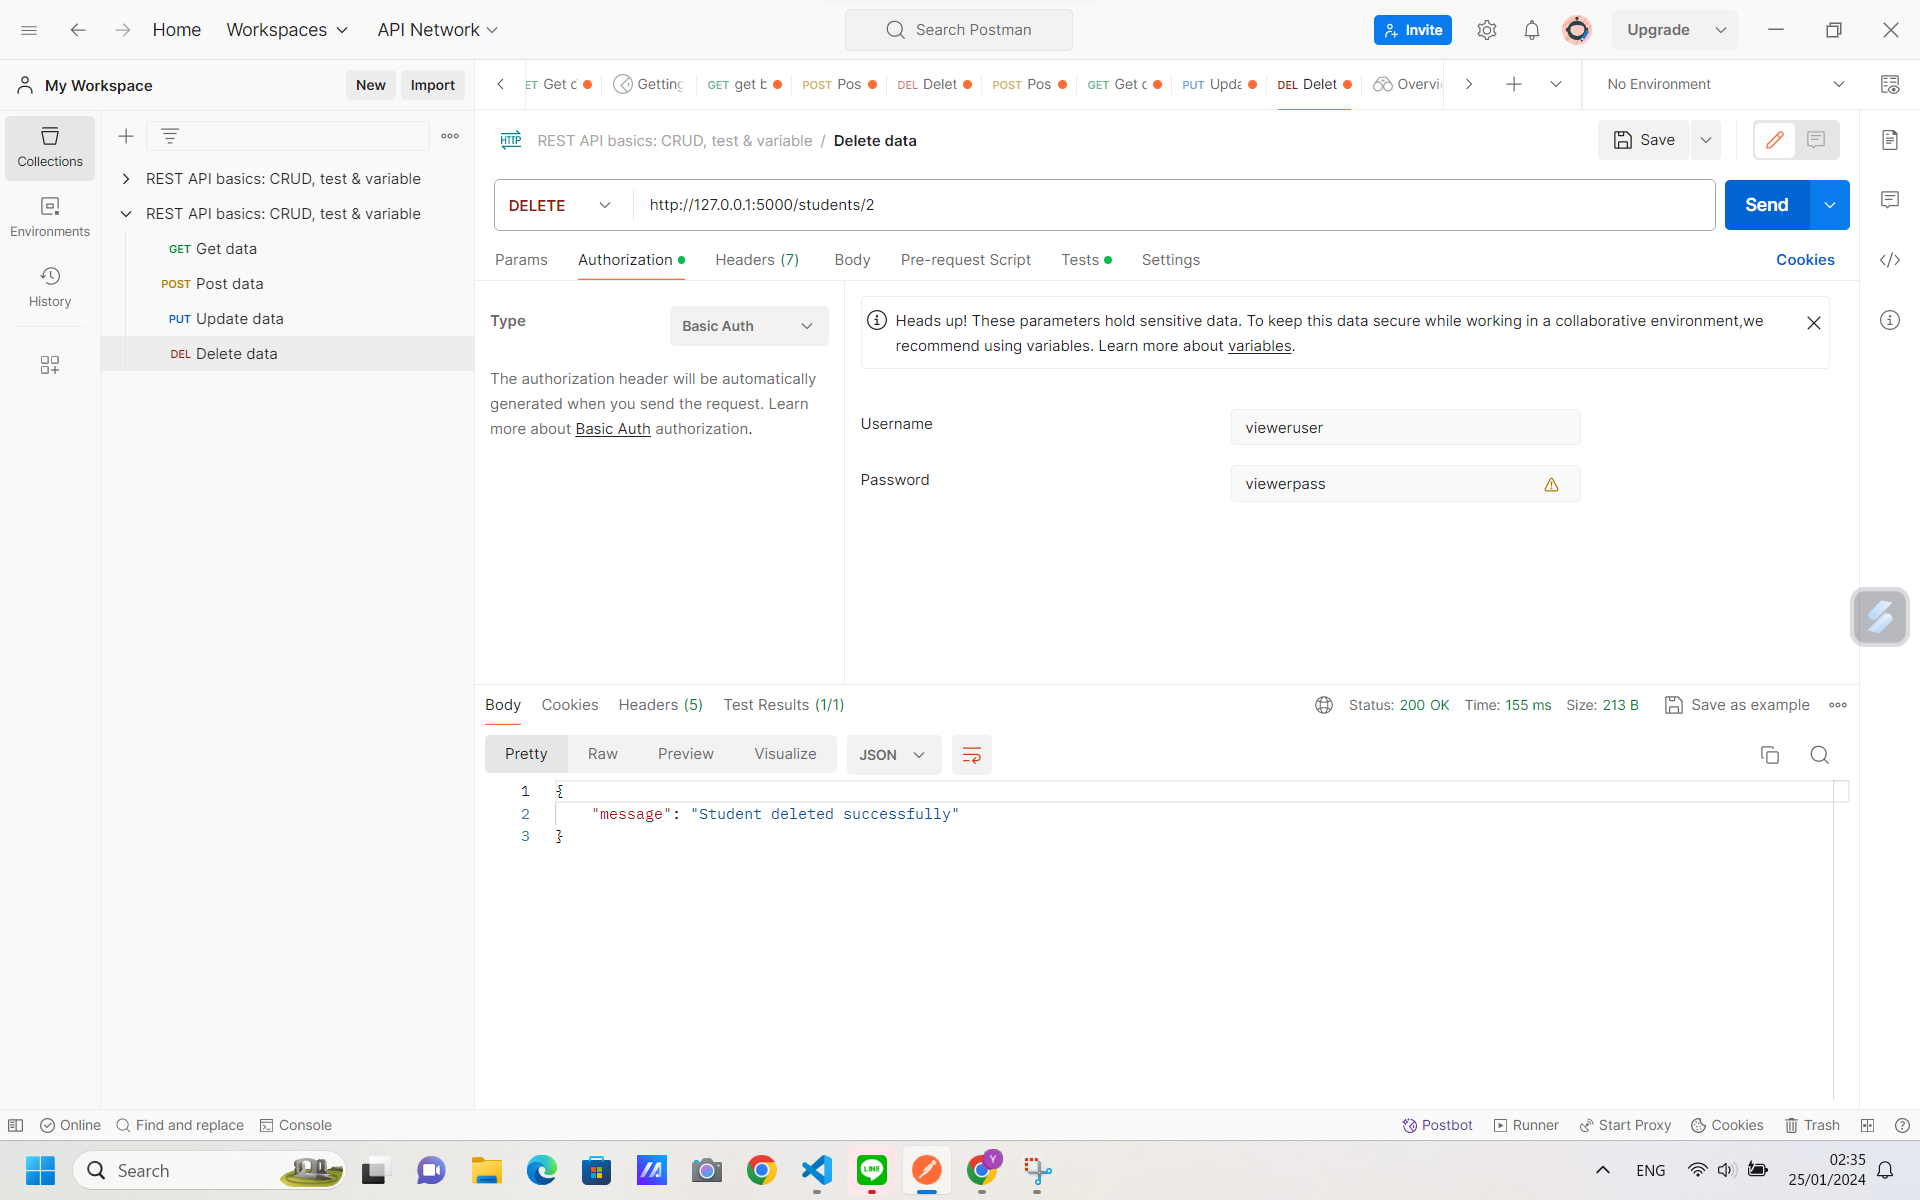 Home
Workspaces
API Network
Search Postman
Invite
Upgrade
My Workspace
New
Import
ET Get c
Getting
GET get b
POST Pos
DEL Delet
POST Pos
GET Get c
PUT Upda
DEL Delet
Overvi
No Environment
Collections
Environments
History
REST API basics: CRUD, test & variable
REST API basics: CRUD, test & variable
GET Get data
POST Post data
PUT Update data
DEL Delete data
HTTP
REST API basics: CRUD, test & variable / Delete data
Save
DELETE
http://127.0.0.1:5000/students/2
Send
Params
Authorization
Headers (7)
Body
Pre-request Script
Tests
Settings
Cookies
Type
Basic Auth
The authorization header will be automatically
generated when you send the request. Learn
more about Basic Auth authorization.
Heads up! These parameters hold sensitive data. To keep this data secure while working in a collaborative environment,we
recommend using variables. Learn more about variables.
Username
vieweruser
Password
viewerpass
Body
Cookies
Headers (5)
Test Results (1/1)
Status: 200 OK
Time: 155 ms
Size: 213 B
Save as example
Pretty
Raw
Preview
Visualize
JSON
1 {
2 "message": "Student deleted successfully"
3 }
Online
Find and replace
Console
Postbot
Runner
Start Proxy
Cookies
Trash
Search
LINE
Y
ENG
02:35
25/01/2024